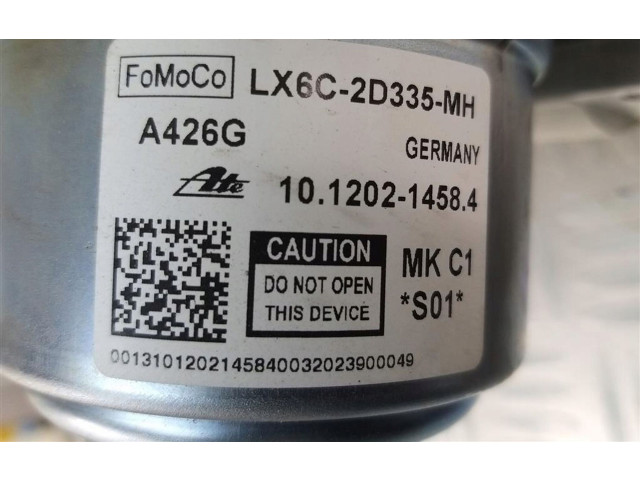 FoMoCo LX6C-2D335-MH
A426G GERMANY
Ate 10.1202-1458.4
CAUTION MK C1
DO NOT OPEN
THIS DEVICE *S01*
0013101202145840032023900049